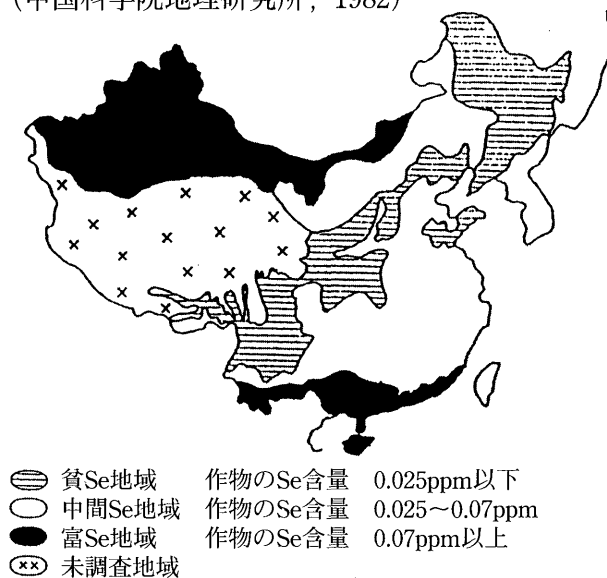 (中国科学院地理研究所, 1982)
貧Se地域 作物のSe含量 0.025ppm以下
中間Se地域 作物のSe含量 0.025～0.07ppm
富Se地域 作物のSe含量 0.07ppm以上
未調査地域